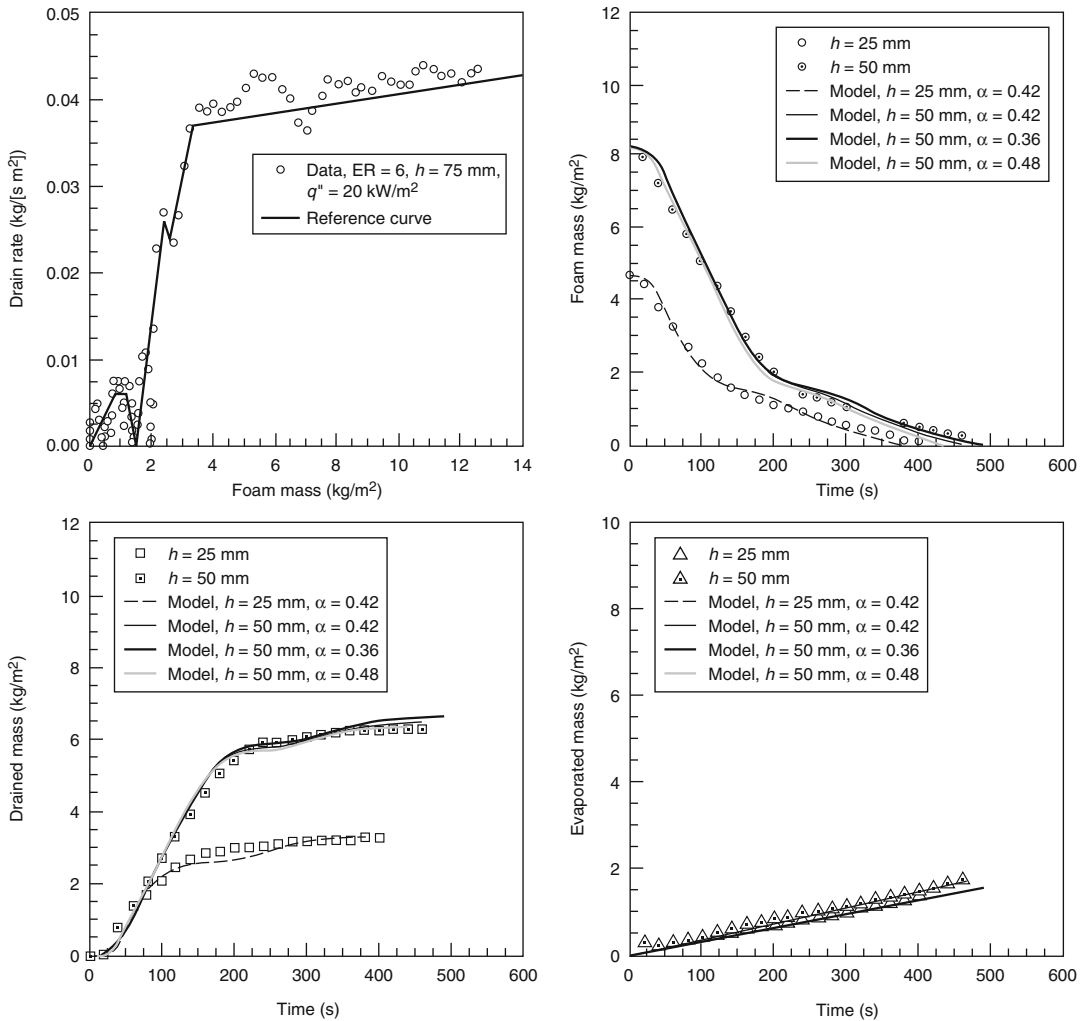 0.05
0.04
0.03
0.02
0.01
0.00
Drain rate (kg/[s m²])
Data, ER = 6, h = 75 mm,
q" = 20 kW/m²
Reference curve
0 2 4 6 8 10 12 14
Foam mass (kg/m²)
12
10
8
6
4
2
0
Foam mass (kg/m²)
h = 25 mm
h = 50 mm
Model, h = 25 mm, α = 0.42
Model, h = 50 mm, α = 0.42
Model, h = 50 mm, α = 0.36
Model, h = 50 mm, α = 0.48
0 100 200 300 400 500 600
Time (s)
12
10
8
6
4
2
0
Drained mass (kg/m²)
h = 25 mm
h = 50 mm
Model, h = 25 mm, α = 0.42
Model, h = 50 mm, α = 0.42
Model, h = 50 mm, α = 0.36
Model, h = 50 mm, α = 0.48
0 100 200 300 400 500 600
Time (s)
10
8
6
4
2
0
Evaporated mass (kg/m²)
h = 25 mm
h = 50 mm
Model, h = 25 mm, α = 0.42
Model, h = 50 mm, α = 0.42
Model, h = 50 mm, α = 0.36
Model, h = 50 mm, α = 0.48
0 100 200 300 400 500 600
Time (s)